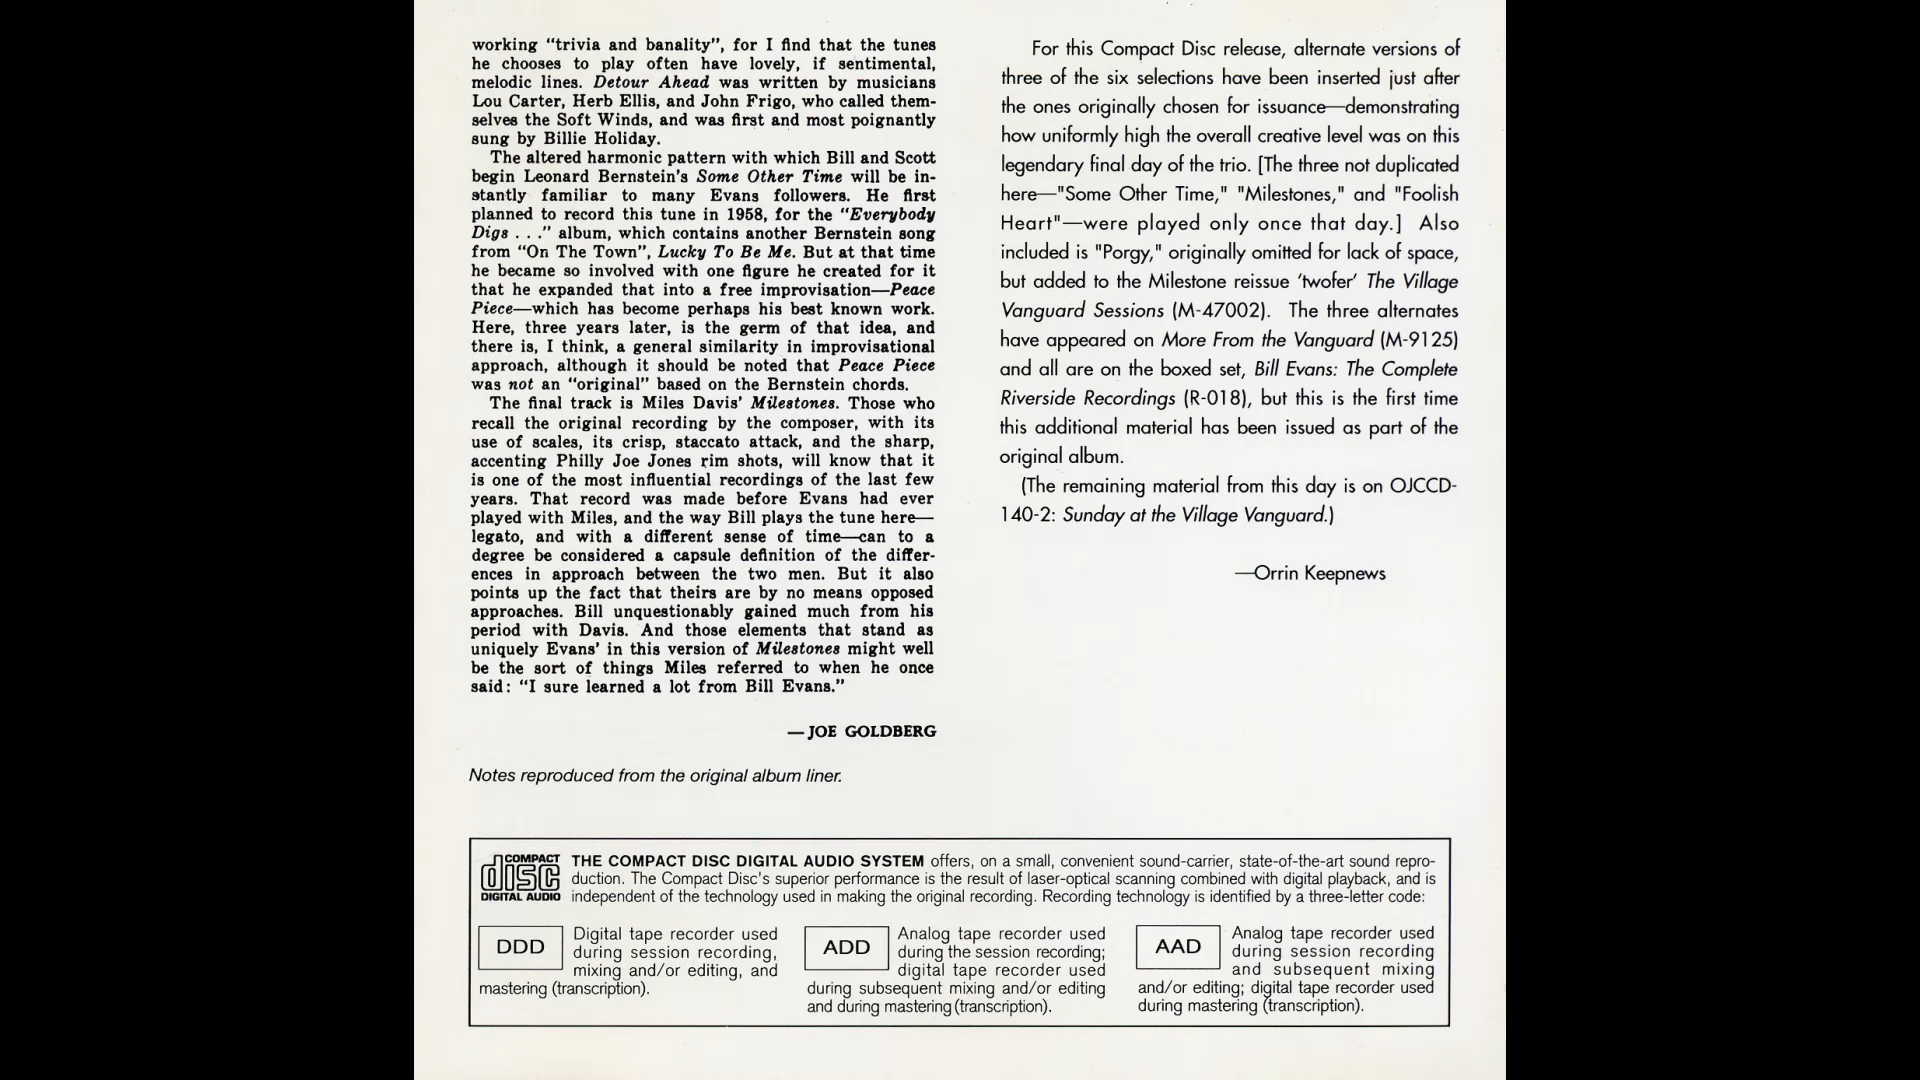 working “trivia and banality”, for I find that the tunes
he chooses to play often have lovely, if sentimental,
melodic lines. Detour Ahead was written by musicians
Lou Carter, Herb Ellis, and John Frigo, who called them-
selves the Soft Winds, and was first and most poignantly
sung by Billie Holiday.
The altered harmonic pattern with which Bill and Scott
begin Leonard Bernstein’s Some Other Time will be in-
stantly familiar to many Evans followers. He first
planned to record this tune in 1958, for the “Everybody
Digs . . .” album, which contains another Bernstein song
from “On The Town”, Lucky To Be Me. But at that time
he became so involved with one figure he created for it
that he expanded that into a free improvisation—Peace
Piece—which has become perhaps his best known work.
Here, three years later, is the germ of that idea, and
there is, I think, a general similarity in improvisational
approach, although it should be noted that Peace Piece
was not an “original” based on the Bernstein chords.
The final track is Miles Davis’ Milestones. Those who
recall the original recording by the composer, with its
use of scales, its crisp, staccato attack, and the sharp,
accenting Philly Joe Jones rim shots, will know that it
is one of the most influential recordings of the last few
years. That record was made before Evans had ever
played with Miles, and the way Bill plays the tune here—
legato, and with a different sense of time—can to a
degree be considered a capsule definition of the differ-
ences in approach between the two men. But it also
points up the fact that theirs are by no means opposed
approaches. Bill unquestionably gained much from his
period with Davis. And those elements that stand as
uniquely Evans’ in this version of Milestones might well
be the sort of things Miles referred to when he once
said: “I sure learned a lot from Bill Evans.”
—JOE GOLDBERG
Notes reproduced from the original album liner.
For this Compact Disc release, alternate versions of
three of the six selections have been inserted just after
the ones originally chosen for issuance—demonstrating
how uniformly high the overall creative level was on this
legendary final day of the trio. [The three not duplicated
here—"Some Other Time," "Milestones," and "Foolish
Heart"—were played only once that day.] Also
included is "Porgy," originally omitted for lack of space,
but added to the Milestone reissue ‘twofer’ The Village
Vanguard Sessions (M-47002). The three alternates
have appeared on More From the Vanguard (M-9125)
and all are on the boxed set, Bill Evans: The Complete
Riverside Recordings (R-018), but this is the first time
this additional material has been issued as part of the
original album.
(The remaining material from this day is on OJCCD-
140-2: Sunday at the Village Vanguard.)
—Orrin Keepnews
COMPACT
disc
DIGITAL AUDIO
THE COMPACT DISC DIGITAL AUDIO SYSTEM offers, on a small, convenient sound-carrier, state-of-the-art sound repro-
duction. The Compact Disc's superior performance is the result of laser-optical scanning combined with digital playback, and is
independent of the technology used in making the original recording. Recording technology is identified by a three-letter code:
DDD
Digital tape recorder used
during session recording,
mixing and/or editing, and
mastering (transcription).
ADD
Analog tape recorder used
during the session recording;
digital tape recorder used
during subsequent mixing and/or editing
and during mastering (transcription).
AAD
Analog tape recorder used
during session recording
and subsequent mixing
and/or editing; digital tape recorder used
during mastering (transcription).